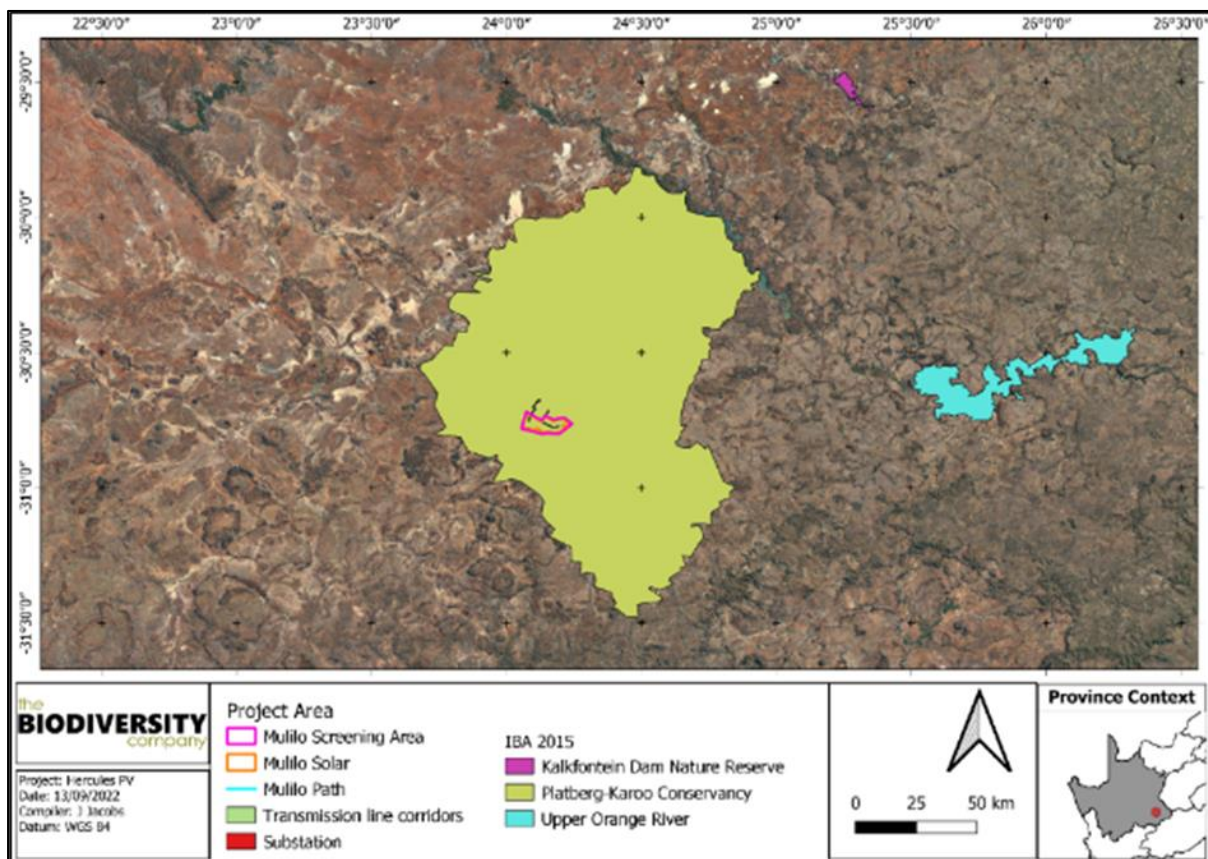 22°30'0" 23°0'0" 23°30'0" 24°0'0" 24°30'0" 25°0'0" 25°30'0" 26°0'0" 26°30'0"
-29°30'0"
-30°0'0"
-30°30'0"
-31°0'0"
-31°30'0"
the
BIODIVERSITY
company
Project: Hercules PV
Date: 13/09/2022
Compiler: J Jacobs
Datum: WGS 84
Project Area
Mulilo Screening Area
Mulilo Solar
Mulilo Path
Transmission line corridors
Substation
IBA 2015
Kalkfontein Dam Nature Reserve
Platberg-Karoo Conservancy
Upper Orange River
0 25 50 km
Province Context